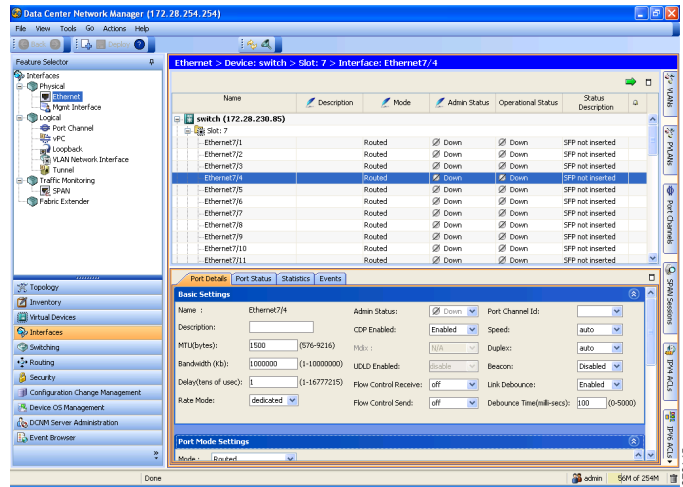 Data Center Network Manager (172.28.254.254)
File View Tools Go Actions Help
Back Deploy
Feature Selector
Interfaces
Physical
Ethernet
Mgmt Interface
Logical
Port Channel
vPC
Loopback
VLAN Network Interface
Tunnel
Traffic Monitoring
SPAN
Fabric Extender
Topology
Inventory
Virtual Devices
Interfaces
Switching
Routing
Security
Configuration Change Management
Device OS Management
DCNM Server Administration
Event Browser
Ethernet > Device: switch > Slot: 7 > Interface: Ethernet7/4
Name Description Mode Admin Status Operational Status Status Description
switch (172.28.230.85)
Slot: 7
Ethernet7/1 Routed Down Down SFP not inserted
Ethernet7/2 Routed Down Down SFP not inserted
Ethernet7/3 Routed Down Down SFP not inserted
Ethernet7/4 Routed Down Down SFP not inserted
Ethernet7/5 Routed Down Down SFP not inserted
Ethernet7/6 Routed Down Down SFP not inserted
Ethernet7/7 Routed Down Down SFP not inserted
Ethernet7/8 Routed Down Down SFP not inserted
Ethernet7/9 Routed Down Down SFP not inserted
Ethernet7/10 Routed Down Down SFP not inserted
Ethernet7/11 Routed Down Down SFP not inserted
Port Details Port Status Statistics Events
Basic Settings
Name : Ethernet7/4 Admin Status: Down Port Channel Id:
Description: CDP Enabled: Enabled Speed: auto
MTU(bytes): 1500 (576-9216) Mdix : N/A Duplex: auto
Bandwidth (Kb): 1000000 (1-10000000) UDLD Enabled: disable Beacon: Disabled
Delay(tens of usec): 1 (1-16777215) Flow Control Receive: off Link Debounce: Enabled
Rate Mode: dedicated Flow Control Send: off Debounce Time(milli-secs): 100 (0-5000)
Port Mode Settings
Mode : Routed
VLANs
PVLANs
Port Channels
SPAN Sessions
IPV4 ACLs
IPV6 ACLs
Done admin 56M of 254M